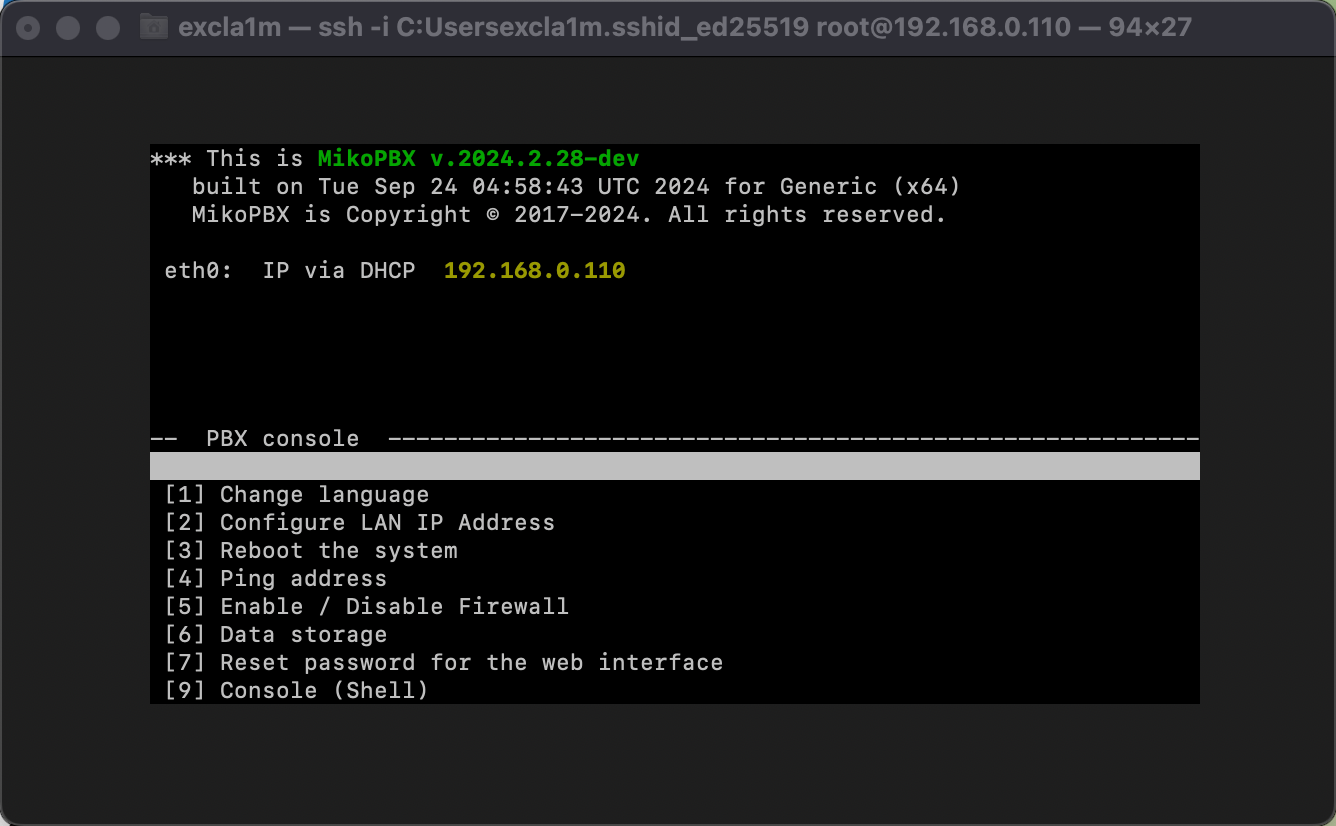 excla1m — ssh -i C:Usersexcla1m.sshid_ed25519 root@192.168.0.110 — 94×27
*** This is MikoPBX v.2024.2.28-dev
built on Tue Sep 24 04:58:43 UTC 2024 for Generic (x64)
MikoPBX is Copyright © 2017-2024. All rights reserved.
eth0: IP via DHCP 192.168.0.110
-- PBX console ----------------------------------------------------------
[1] Change language
[2] Configure LAN IP Address
[3] Reboot the system
[4] Ping address
[5] Enable / Disable Firewall
[6] Data storage
[7] Reset password for the web interface
[9] Console (Shell)